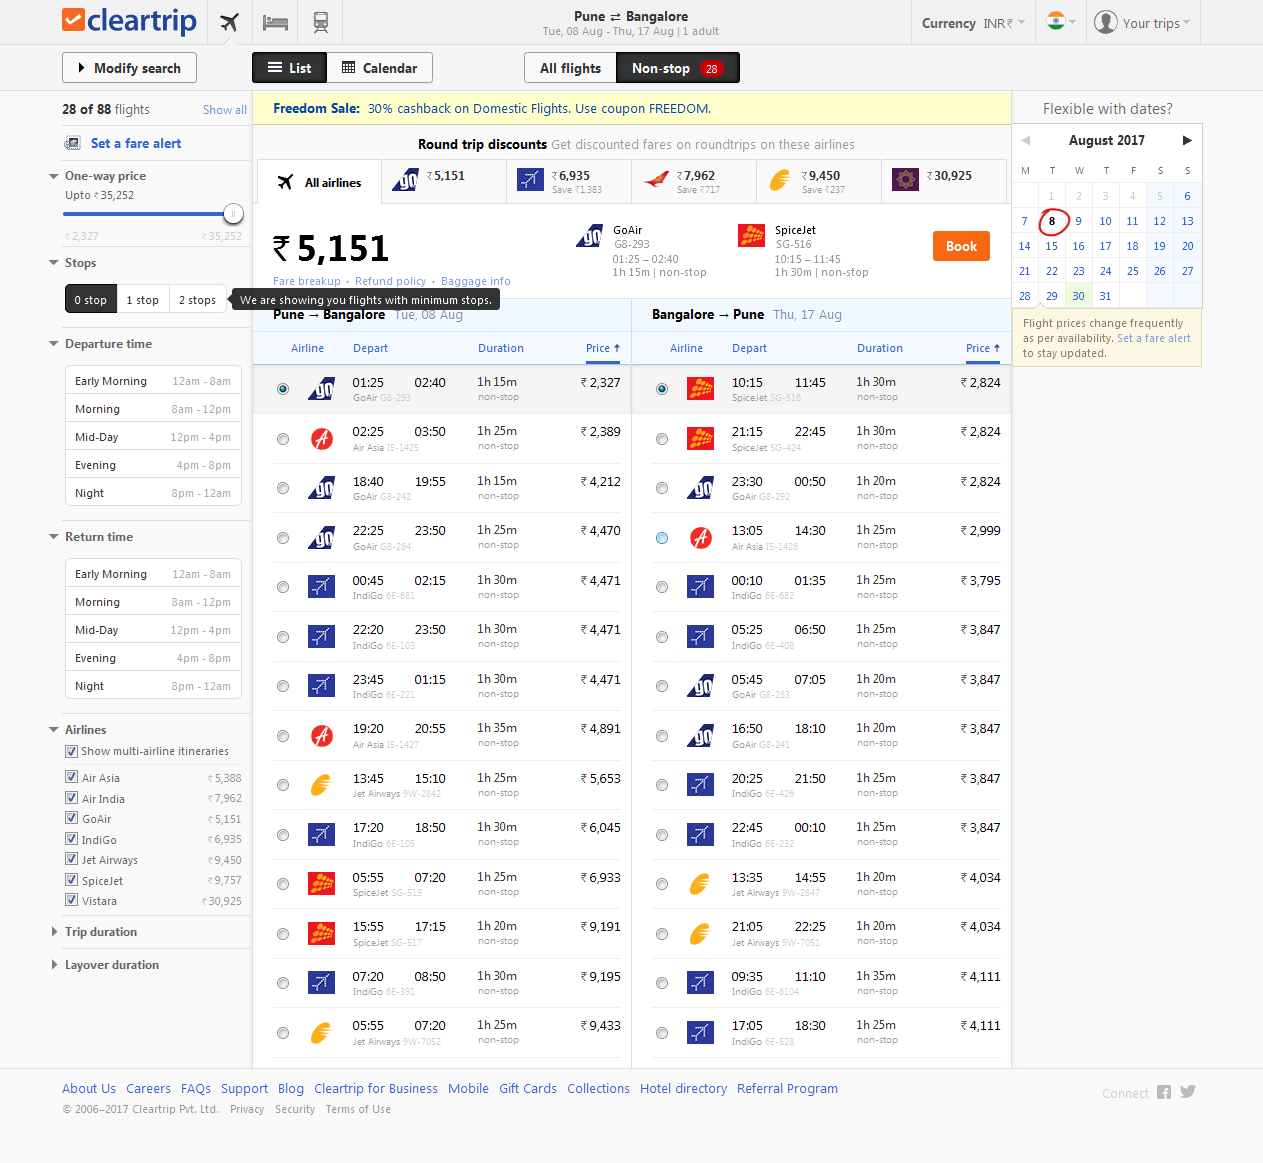 cleartrip
Pune ⇄ Bangalore
Tue, 08 Aug - Thu, 17 Aug | 1 adult
Currency INR ₹
Your trips
Modify search
List
Calendar
All flights
Non-stop 28
28 of 88 flights
Show all
Set a fare alert
One-way price
Upto ₹35,252
₹2,327 ₹35,252
Stops
0 stop 1 stop 2 stops
We are showing you flights with minimum stops.
Departure time
Early Morning 12am - 8am
Morning 8am - 12pm
Mid-Day 12pm - 4pm
Evening 4pm - 8pm
Night 8pm - 12am
Return time
Early Morning 12am - 8am
Morning 8am - 12pm
Mid-Day 12pm - 4pm
Evening 4pm - 8pm
Night 8pm - 12am
Airlines
Show multi-airline itineraries
Air Asia ₹5,388
Air India ₹7,962
GoAir ₹5,151
IndiGo ₹6,935
Jet Airways ₹9,450
SpiceJet ₹9,757
Vistara ₹30,925
Trip duration
Layover duration
Freedom Sale: 30% cashback on Domestic Flights. Use coupon FREEDOM.
Round trip discounts Get discounted fares on roundtrips on these airlines
All airlines
go ₹5,151
₹6,935
Save ₹1,383
₹7,962
Save ₹717
₹9,450
Save ₹237
₹30,925
₹5,151
Fare breakup • Refund policy • Baggage info
go GoAir
G8-293
01:25 – 02:40
1h 15m | non-stop
SpiceJet
SG-516
10:15 – 11:45
1h 30m | non-stop
Book
Pune → Bangalore Tue, 08 Aug
Airline Depart Duration Price ↑
go 01:25 02:40 1h 15m ₹2,327
GoAir G8-293 non-stop
02:25 03:50 1h 25m ₹2,389
Air Asia I5-1425 non-stop
go 18:40 19:55 1h 15m ₹4,212
GoAir G8-242 non-stop
go 22:25 23:50 1h 25m ₹4,470
GoAir G8-284 non-stop
00:45 02:15 1h 30m ₹4,471
IndiGo 6E-681 non-stop
22:20 23:50 1h 30m ₹4,471
IndiGo 6E-103 non-stop
23:45 01:15 1h 30m ₹4,471
IndiGo 6E-221 non-stop
19:20 20:55 1h 35m ₹4,891
Air Asia I5-1427 non-stop
13:45 15:10 1h 25m ₹5,653
Jet Airways 9W-2842 non-stop
17:20 18:50 1h 30m ₹6,045
IndiGo 6E-105 non-stop
05:55 07:20 1h 25m ₹6,933
SpiceJet SG-519 non-stop
15:55 17:15 1h 20m ₹9,191
SpiceJet SG-517 non-stop
07:20 08:50 1h 30m ₹9,195
IndiGo 6E-391 non-stop
05:55 07:20 1h 25m ₹9,433
Jet Airways 9W-7052 non-stop
Bangalore → Pune Thu, 17 Aug
Airline Depart Duration Price ↑
10:15 11:45 1h 30m ₹2,824
SpiceJet SG-516 non-stop
21:15 22:45 1h 30m ₹2,824
SpiceJet SG-424 non-stop
go 23:30 00:50 1h 20m ₹2,824
GoAir G8-292 non-stop
13:05 14:30 1h 25m ₹2,999
Air Asia I5-1426 non-stop
00:10 01:35 1h 25m ₹3,795
IndiGo 6E-682 non-stop
05:25 06:50 1h 25m ₹3,847
IndiGo 6E-408 non-stop
go 05:45 07:05 1h 20m ₹3,847
GoAir G8-283 non-stop
go 16:50 18:10 1h 20m ₹3,847
GoAir G8-241 non-stop
20:25 21:50 1h 25m ₹3,847
IndiGo 6E-426 non-stop
22:45 00:10 1h 25m ₹3,847
IndiGo 6E-232 non-stop
13:35 14:55 1h 20m ₹4,034
Jet Airways 9W-2847 non-stop
21:05 22:25 1h 20m ₹4,034
Jet Airways 9W-7051 non-stop
09:35 11:10 1h 35m ₹4,111
IndiGo 6E-6104 non-stop
17:05 18:30 1h 25m ₹4,111
IndiGo 6E-528 non-stop
Flexible with dates?
August 2017
M T W T F S S
1 2 3 4 5 6
7 8 9 10 11 12 13
14 15 16 17 18 19 20
21 22 23 24 25 26 27
28 29 30 31
Flight prices change frequently
as per availability. Set a fare alert
to stay updated.
About Us Careers FAQs Support Blog Cleartrip for Business Mobile Gift Cards Collections Hotel directory Referral Program
© 2006–2017 Cleartrip Pvt. Ltd. Privacy Security Terms of Use
Connect